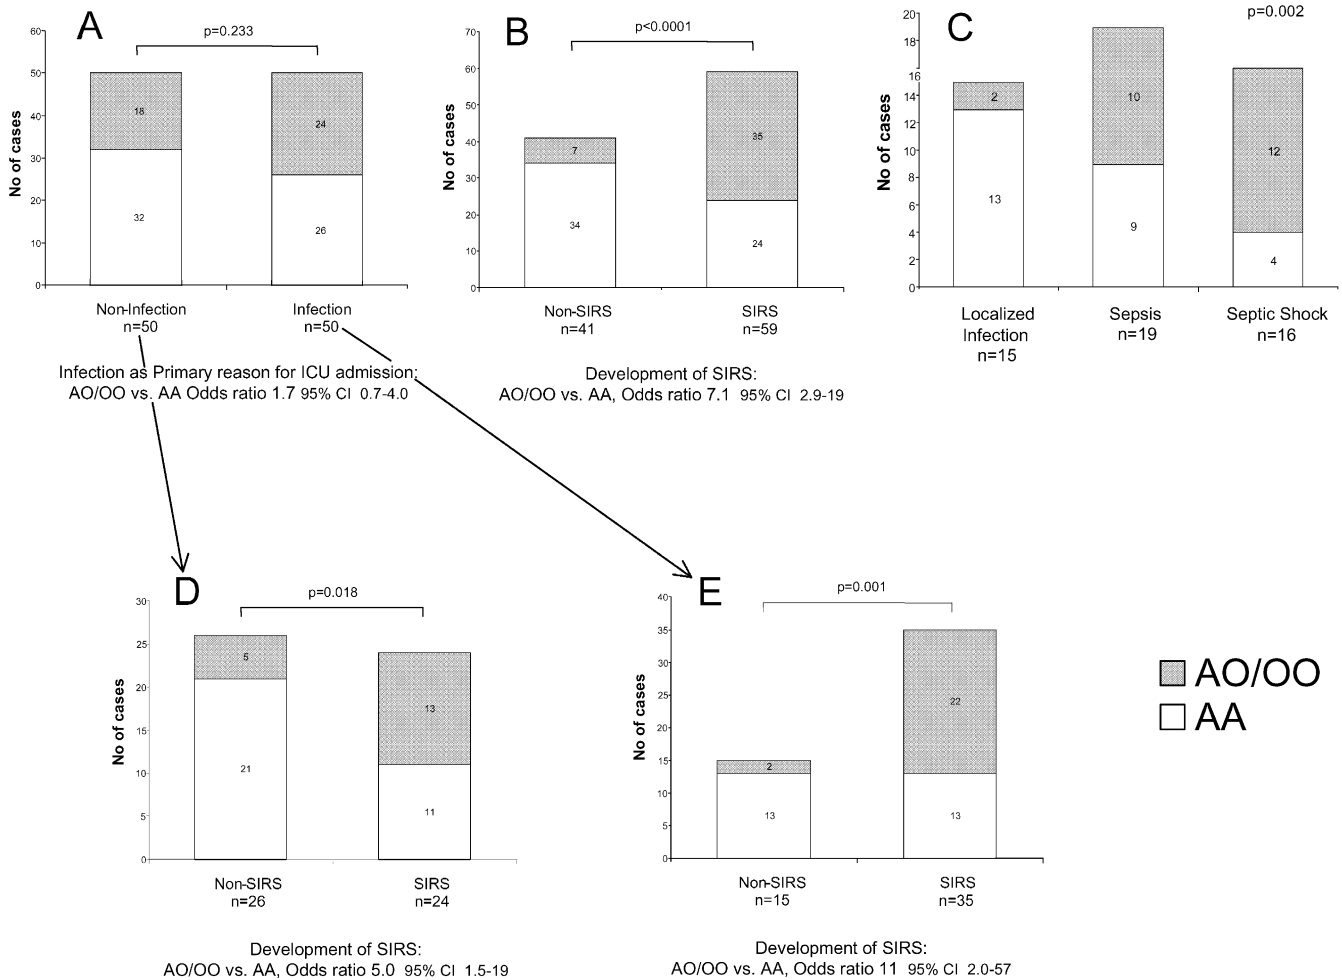 A
p=0.233
60
50
40
30
20
10
0
No of cases
18
32
24
26
Non-Infection
n=50
Infection
n=50
Infection as Primary reason for ICU admission:
AO/OO vs. AA Odds ratio 1.7 95% CI 0.7-4.0
B
p<0.0001
70
60
50
40
30
20
10
0
No of cases
7
34
35
24
Non-SIRS
n=41
SIRS
n=59
Development of SIRS:
AO/OO vs. AA, Odds ratio 7.1 95% CI 2.9-19
C
p=0.002
20
18
16
14
12
10
8
6
4
2
0
No of cases
2
13
10
9
12
4
Localized
Infection
n=15
Sepsis
n=19
Septic Shock
n=16
D
p=0.018
30
25
20
15
10
5
0
No of cases
5
21
13
11
Non-SIRS
n=26
SIRS
n=24
Development of SIRS:
AO/OO vs. AA, Odds ratio 5.0 95% CI 1.5-19
E
p=0.001
40
35
30
25
20
15
10
5
0
No of cases
2
13
22
13
Non-SIRS
n=15
SIRS
n=35
Development of SIRS:
AO/OO vs. AA, Odds ratio 11 95% CI 2.0-57
AO/OO
AA